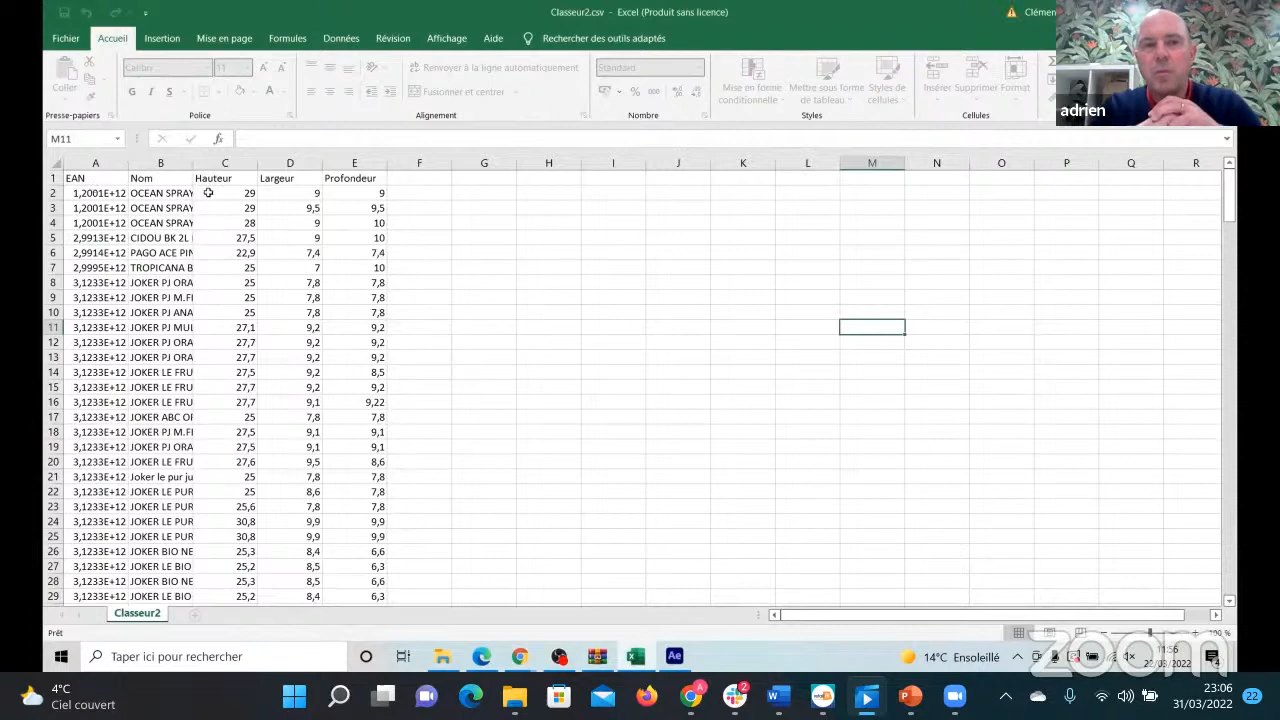 Classeur2.csv - Excel (Produit sans licence)
Clém
Fichier Accueil Insertion Mise en page Formules Données Révision Affichage Aide Rechercher des outils adaptés
Coller
Calibri 11
Renvoyer à la ligne automatiquement
Standard
G I S
Fusionner et centrer
% 000
Mise en forme conditionnelle
Mettre sous forme de tableau
Styles de cellules
Insérer Supprimer Format
Presse-papiers Police Alignement Nombre Styles Cellules
adrien
M11 fx
A B C D E F G H I J K L M N O P Q R
1 EAN Nom Hauteur Largeur Profondeur
2 1,2001E+12 OCEAN SPRAY 29 9 9
3 1,2001E+12 OCEAN SPRAY 29 9,5 9,5
4 1,2001E+12 OCEAN SPRAY 28 9 10
5 2,9913E+12 CIDOU BK 2L 27,5 9 10
6 2,9914E+12 PAGO ACE PIN 22,9 7,4 7,4
7 2,9995E+12 TROPICANA B 25 7 10
8 3,1233E+12 JOKER PJ ORA 25 7,8 7,8
9 3,1233E+12 JOKER PJ M.FI 25 7,8 7,8
10 3,1233E+12 JOKER PJ ANA 25 7,8 7,8
11 3,1233E+12 JOKER PJ MUL 27,1 9,2 9,2
12 3,1233E+12 JOKER PJ ORA 27,7 9,2 9,2
13 3,1233E+12 JOKER PJ ORA 27,7 9,2 9,2
14 3,1233E+12 JOKER LE FRU 27,5 9,2 8,5
15 3,1233E+12 JOKER LE FRU 27,7 9,2 9,2
16 3,1233E+12 JOKER LE FRU 27,7 9,1 9,22
17 3,1233E+12 JOKER ABC OI 25 7,8 7,8
18 3,1233E+12 JOKER PJ M.FI 27,5 9,1 9,1
19 3,1233E+12 JOKER PJ ORA 27,5 9,1 9,1
20 3,1233E+12 JOKER LE FRU 27,6 9,5 8,6
21 3,1233E+12 Joker le pur ju 25 7,8 7,8
22 3,1233E+12 JOKER LE PUR 25 8,6 7,8
23 3,1233E+12 JOKER LE PUR 25,6 7,8 7,8
24 3,1233E+12 JOKER LE PUR 30,8 9,9 9,9
25 3,1233E+12 JOKER LE PUR 30,8 9,9 9,9
26 3,1233E+12 JOKER BIO NE 25,3 8,4 6,6
27 3,1233E+12 JOKER LE BIO 25,2 8,5 6,3
28 3,1233E+12 JOKER BIO NE 25,3 8,5 6,6
29 3,1233E+12 JOKER LE BIO 25,2 8,4 6,3
Classeur2
Prêt
100 %
zoom
Taper ici pour rechercher
Ae
14°C Ensoleillé
11:56
22/03/2022
4°C
Ciel couvert
23:06
31/03/2022
22